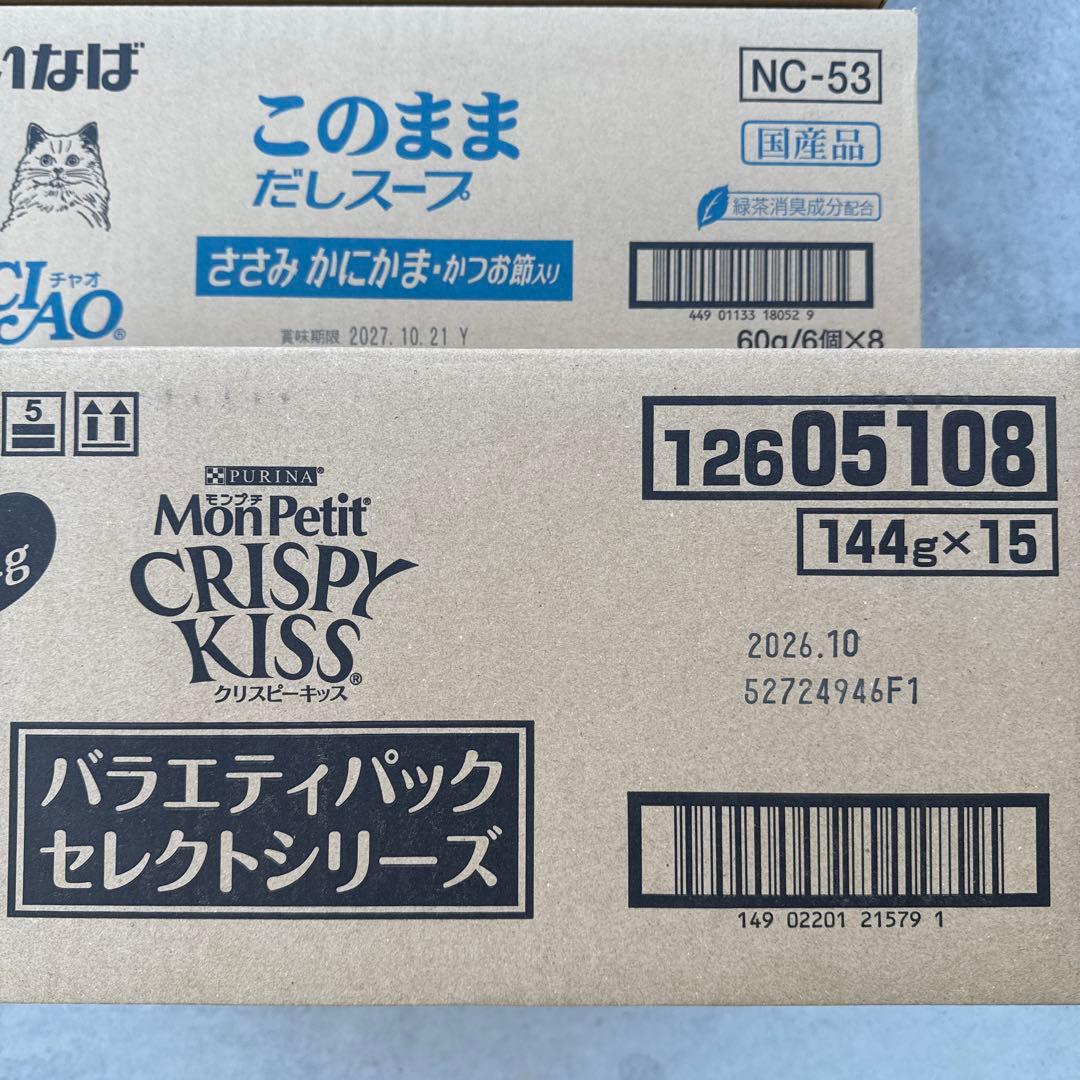 いなば
NC-53
このまま
だしスープ
国産品
緑茶消臭成分配合
ささみ かにかま・かつお節入り
チャオ
CIAO®
449 01133 18052 9
賞味期限 2027.10.21 Y
60g/6個×8
5
12605108
PURINA®
モンプチ
MonPetit®
144g×15
g
CRISPY
KISS®
クリスピーキッス
2026.10
52724946F1
バラエティパック
セレクトシリーズ
149 02201 21579 1